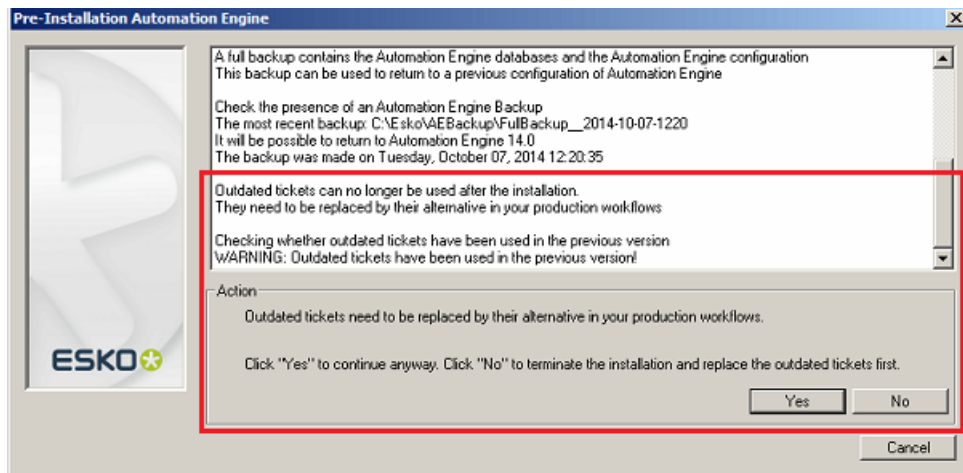 Pre-Installation Automation Engine
A full backup contains the Automation Engine databases and the Automation Engine configuration
This backup can be used to return to a previous configuration of Automation Engine
Check the presence of an Automation Engine Backup
The most recent backup: C:\Esko\AEBackup\FullBackup__2014-10-07-1220
It will be possible to return to Automation Engine 14.0
The backup was made on Tuesday, October 07, 2014 12:20:35
Outdated tickets can no longer be used after the installation.
They need to be replaced by their alternative in your production workflows
Checking whether outdated tickets have been used in the previous version
WARNING: Outdated tickets have been used in the previous version!
Action
Outdated tickets need to be replaced by their alternative in your production workflows.
ESKO
Click "Yes" to continue anyway. Click "No" to terminate the installation and replace the outdated tickets first.
Yes
No
Cancel